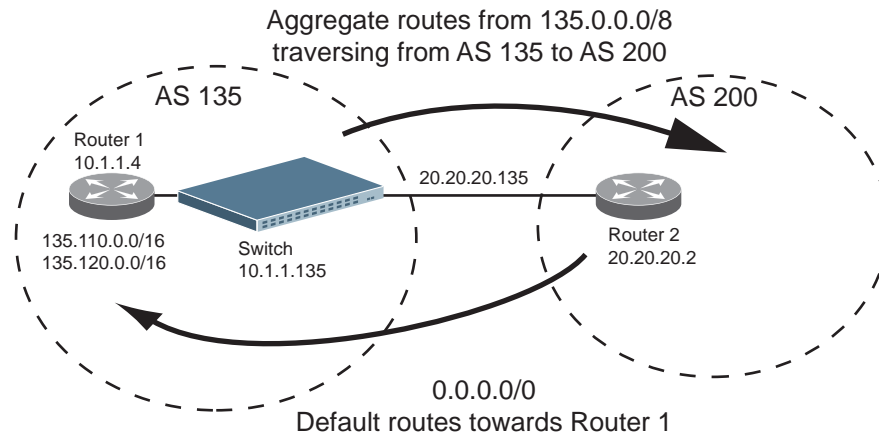 Aggregate routes from 135.0.0.0/8
traversing from AS 135 to AS 200
AS 135
AS 200
Router 1
10.1.1.4
20.20.20.135
135.110.0.0/16
135.120.0.0/16
Switch
10.1.1.135
Router 2
20.20.20.2
0.0.0.0/0
Default routes towards Router 1